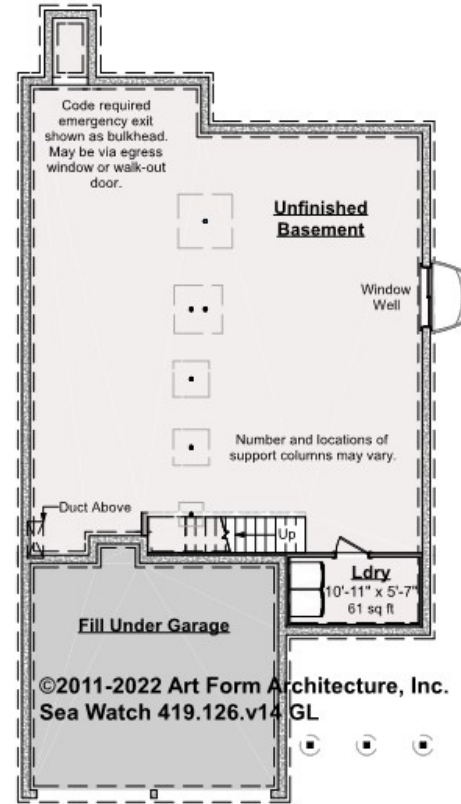 Code required
emergency exit
shown as bulkhead.
May be via egress
window or walk-out
door.
Unfinished
Basement
Window
Well
Number and locations of
support columns may vary.
Duct Above
Up
Ldry
10'-11" x 5'-7"
61 sq ft
Fill Under Garage
©2011-2022 Art Form Architecture, Inc.
Sea Watch 419.126.v14 GL